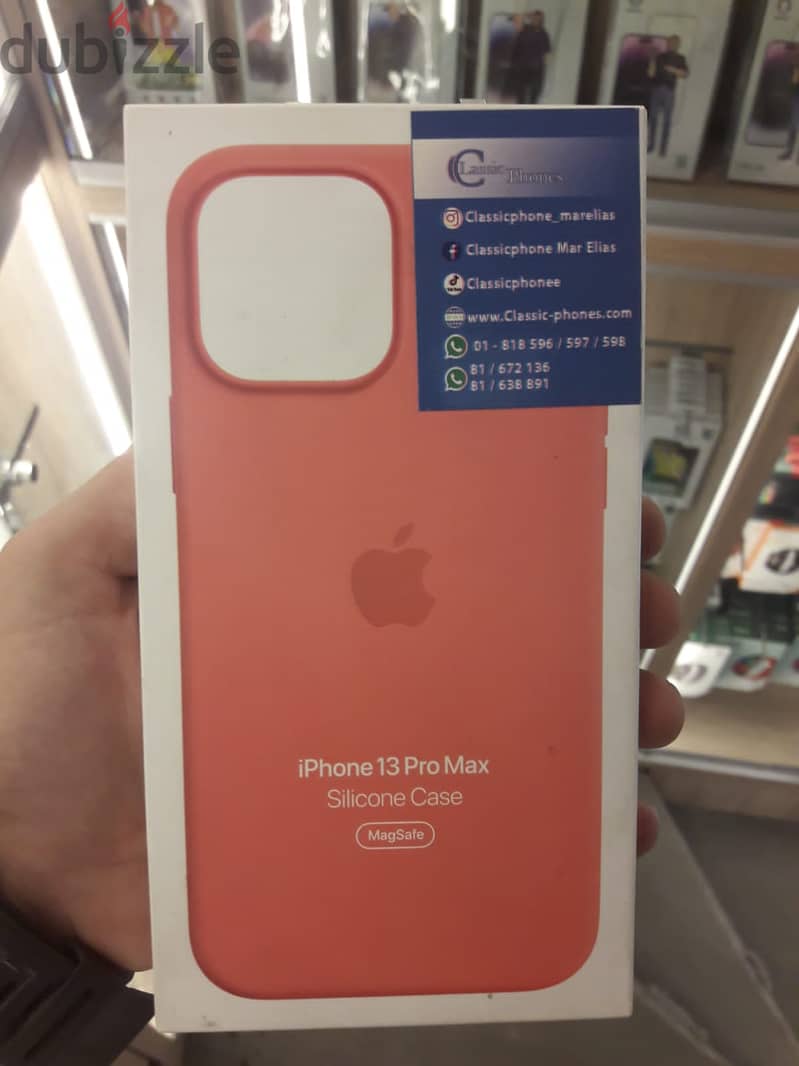 dubizzle
Classic Phones
Classicphone_marelias
Classicphone Mar Elias
Classicphonee
www.Classic-phones.com
01 - 818 596 / 597 / 598
81 / 672 136
81 / 638 891
iPhone 13 Pro Max
Silicone Case
MagSafe